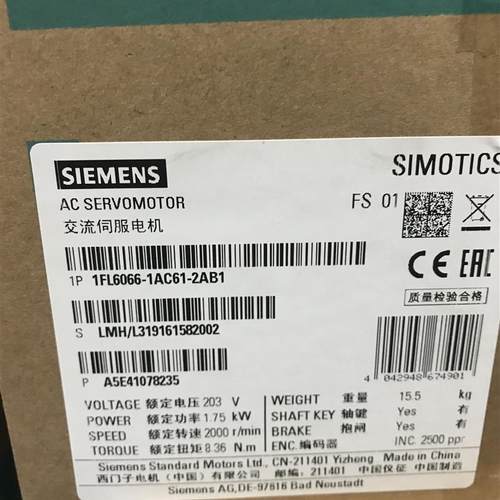 SIEMENS
SIMOTICS
AC SERVOMOTOR
FS 01
交流伺服电机
1P 1FL6066-1AC61-2AB1
CE EAC
质量检验合格
S LMH/L319161582002
P A5E41078235
4 042948 674901
VOLTAGE 额定电压 203 V
POWER 额定功率 1.75 kW
SPEED 额定转速 2000 r/min
TORQUE 额定扭矩 8.36 N.m
WEIGHT 重量 15.5 kg
SHAFT KEY 轴键 Yes 有
BRAKE 抱闸 Yes 有
ENC. 编码器 INC. 2500 ppr
Siemens Standard Motors Ltd., CN-211401 Yizheng Made in China
西门子电机（中国）有限公司 邮编. 211401 中国仪征 中国制造
Siemens AG,DE-97616 Bad Neustadt